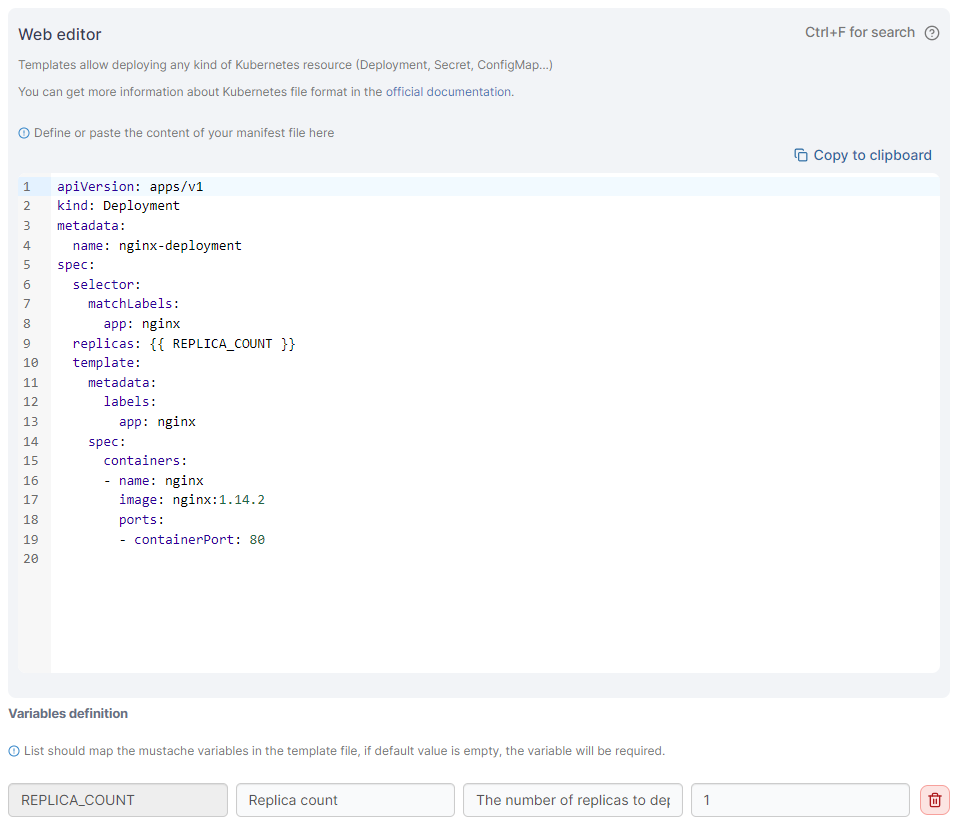 Web editor
Ctrl+F for search
Templates allow deploying any kind of Kubernetes resource (Deployment, Secret, ConfigMap...)
You can get more information about Kubernetes file format in the official documentation.
Define or paste the content of your manifest file here
Copy to clipboard
1 apiVersion: apps/v1
2 kind: Deployment
3 metadata:
4   name: nginx-deployment
5 spec:
6   selector:
7     matchLabels:
8       app: nginx
9   replicas: {{ REPLICA_COUNT }}
10   template:
11     metadata:
12       labels:
13         app: nginx
14     spec:
15       containers:
16       - name: nginx
17         image: nginx:1.14.2
18         ports:
19         - containerPort: 80
20
Variables definition
List should map the mustache variables in the template file, if default value is empty, the variable will be required.
REPLICA_COUNT Replica count The number of replicas to dep 1